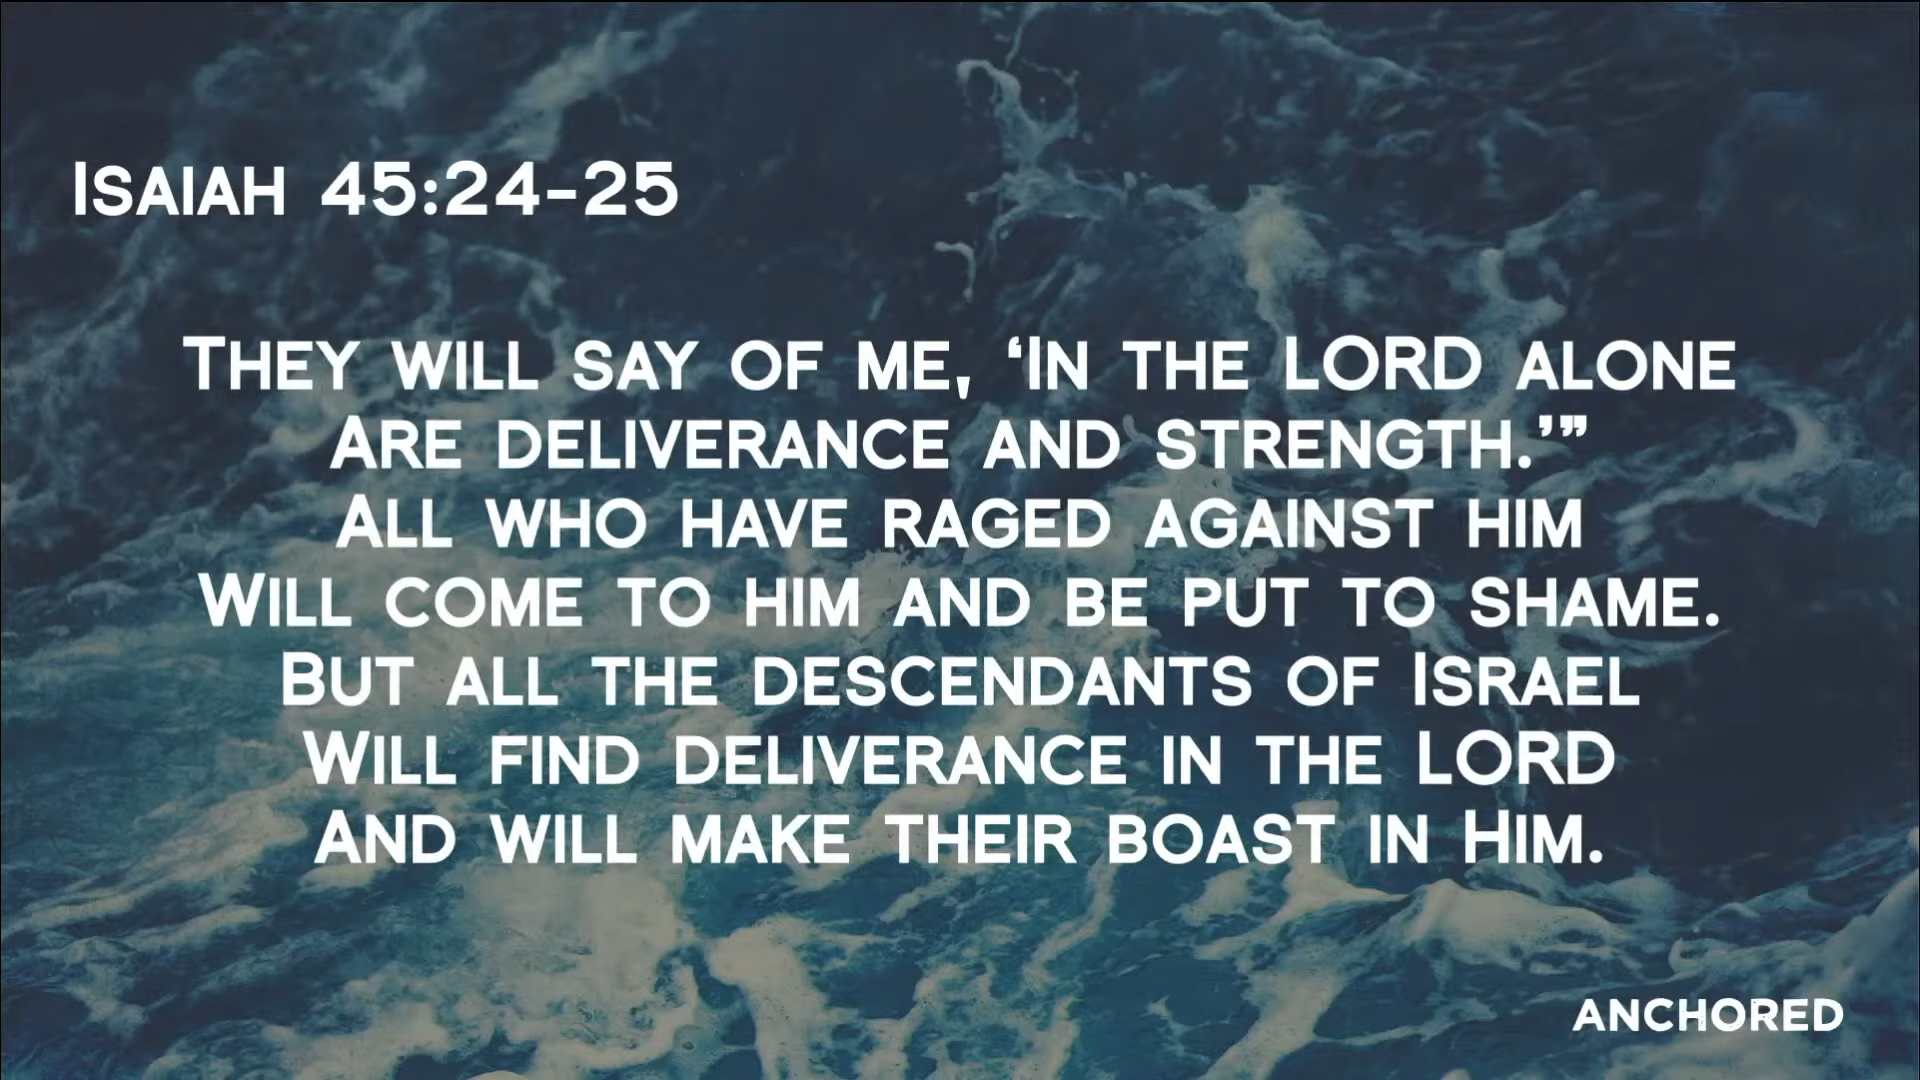 Isaiah 45:24-25
They will say of me, ‘In the LORD alone
Are deliverance and strength.’”
All who have raged against him
Will come to him and be put to shame.
But all the descendants of Israel
Will find deliverance in the LORD
And will make their boast in Him.
ANCHORED